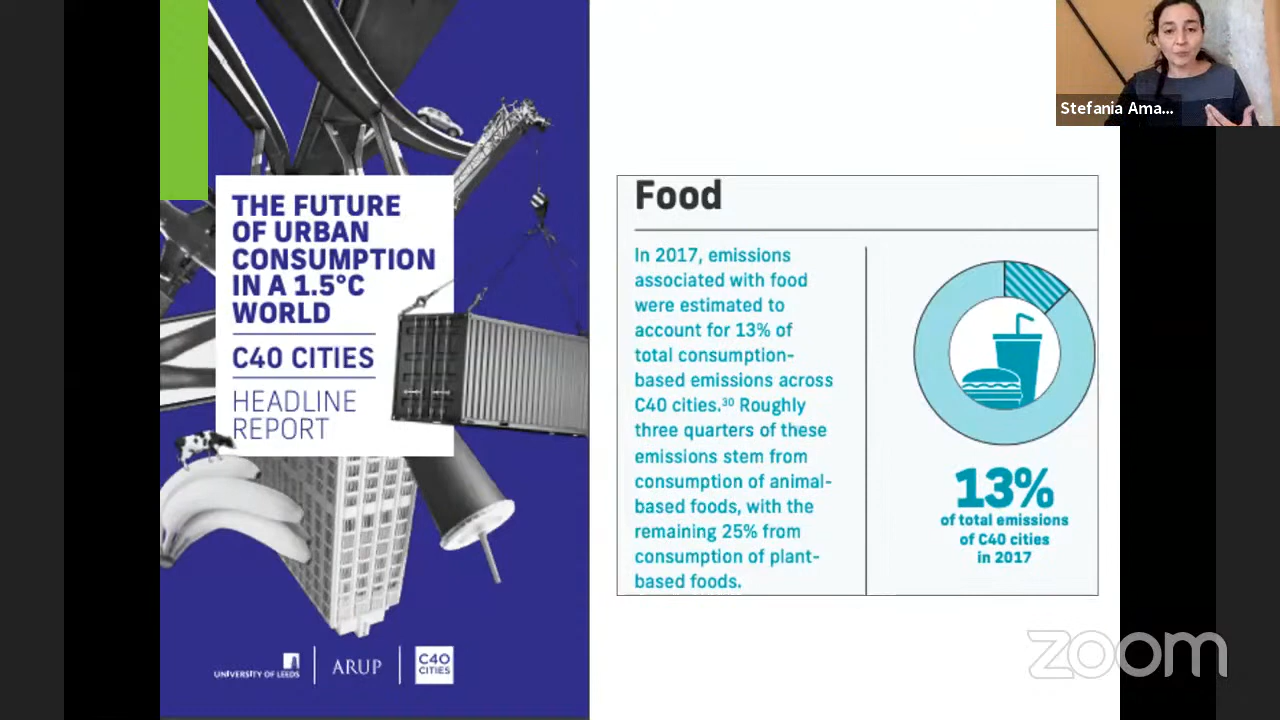 THE FUTURE
OF URBAN
CONSUMPTION
IN A 1.5°C
WORLD
C40 CITIES
HEADLINE
REPORT
UNIVERSITY OF LEEDS
ARUP
C40
CITIES
Food
In 2017, emissions
associated with food
were estimated to
account for 13% of
total consumption-
based emissions across
C40 cities.³⁰ Roughly
three quarters of these
emissions stem from
consumption of animal-
based foods, with the
remaining 25% from
consumption of plant-
based foods.
13%
of total emissions
of C40 cities
in 2017
Stefania Ama...
zoom